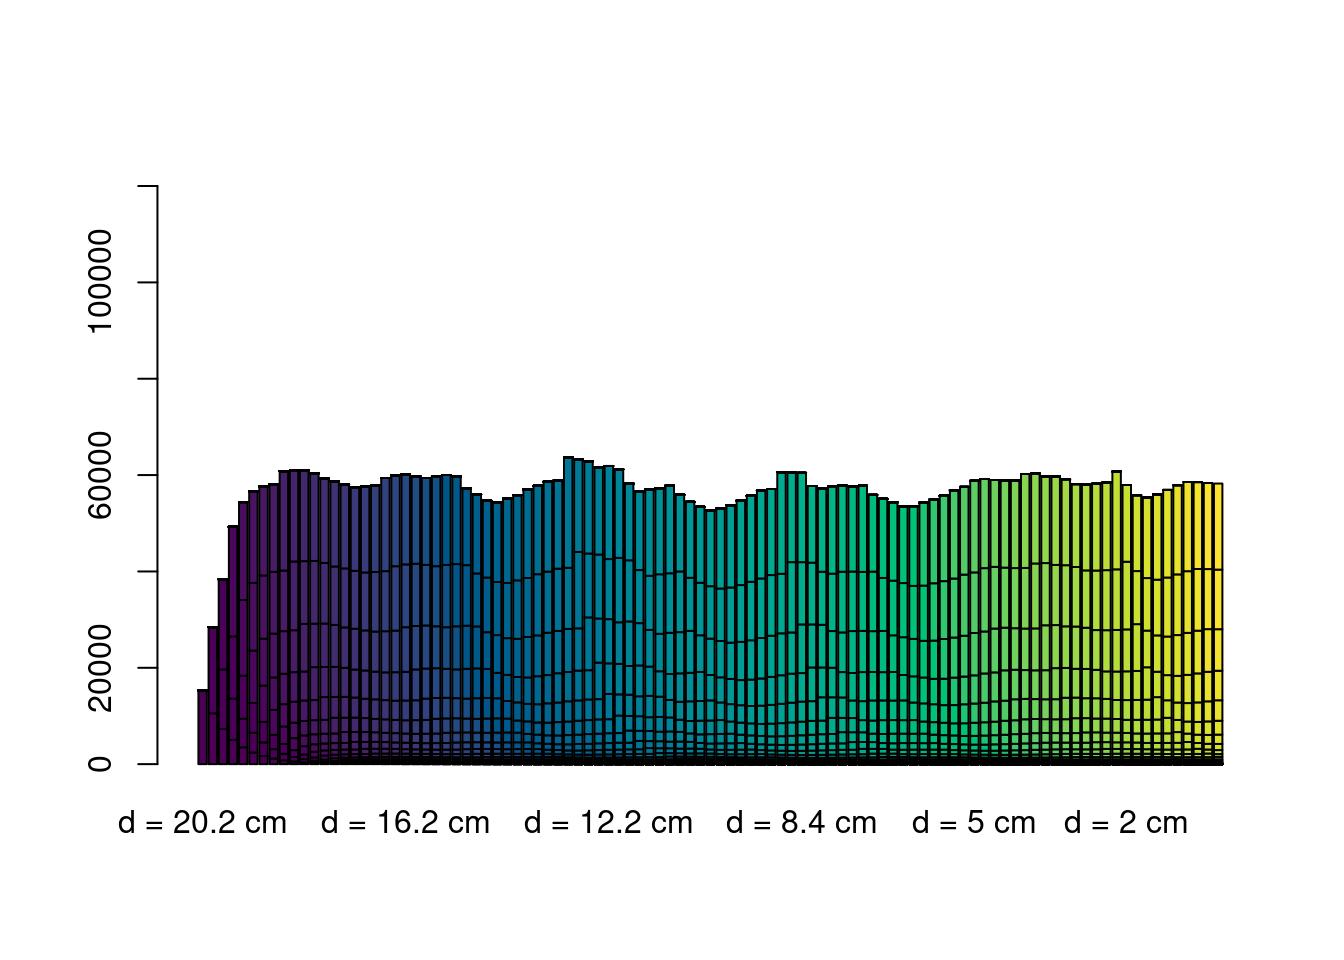 100000
60000
20000
0
d = 20.2 cm d = 16.2 cm d = 12.2 cm d = 8.4 cm d = 5 cm d = 2 cm